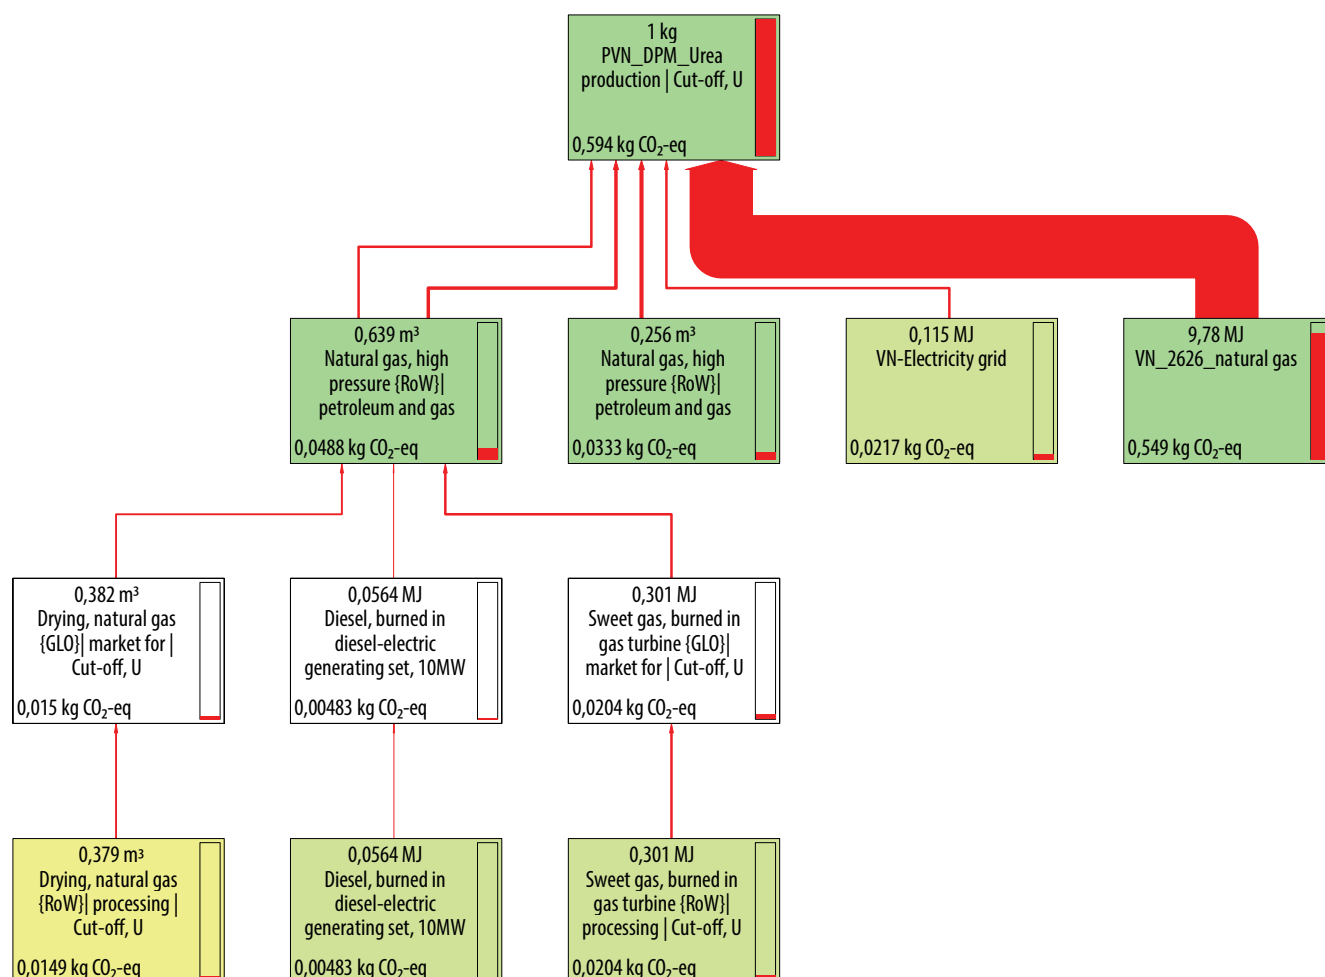 1 kg
PVN_DPM_Urea
production | Cut-off, U
0,594 kg CO₂-eq
0,639 m³
Natural gas, high
pressure {RoW}|
petroleum and gas
0,0488 kg CO₂-eq
0,256 m³
Natural gas, high
pressure {RoW}|
petroleum and gas
0,0333 kg CO₂-eq
0,115 MJ
VN-Electricity grid
0,0217 kg CO₂-eq
9,78 MJ
VN_2626_natural gas
0,549 kg CO₂-eq
0,382 m³
Drying, natural gas
{GLO}| market for |
Cut-off, U
0,015 kg CO₂-eq
0,0564 MJ
Diesel, burned in
diesel-electric
generating set, 10MW
0,00483 kg CO₂-eq
0,301 MJ
Sweet gas, burned in
gas turbine {GLO}|
market for | Cut-off, U
0,0204 kg CO₂-eq
0,379 m³
Drying, natural gas
{RoW}| processing |
Cut-off, U
0,0149 kg CO₂-eq
0,0564 MJ
Diesel, burned in
diesel-electric
generating set, 10MW
0,00483 kg CO₂-eq
0,301 MJ
Sweet gas, burned in
gas turbine {RoW}|
processing | Cut-off, U
0,0204 kg CO₂-eq